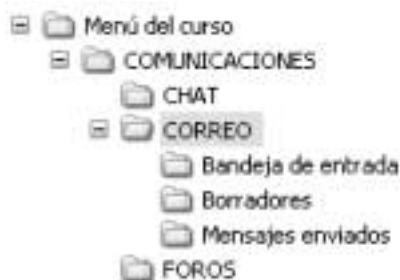 Menú del curso
COMUNICACIONES
CHAT
CORREO
Bandeja de entrada
Borradores
Mensajes enviados
FOROS